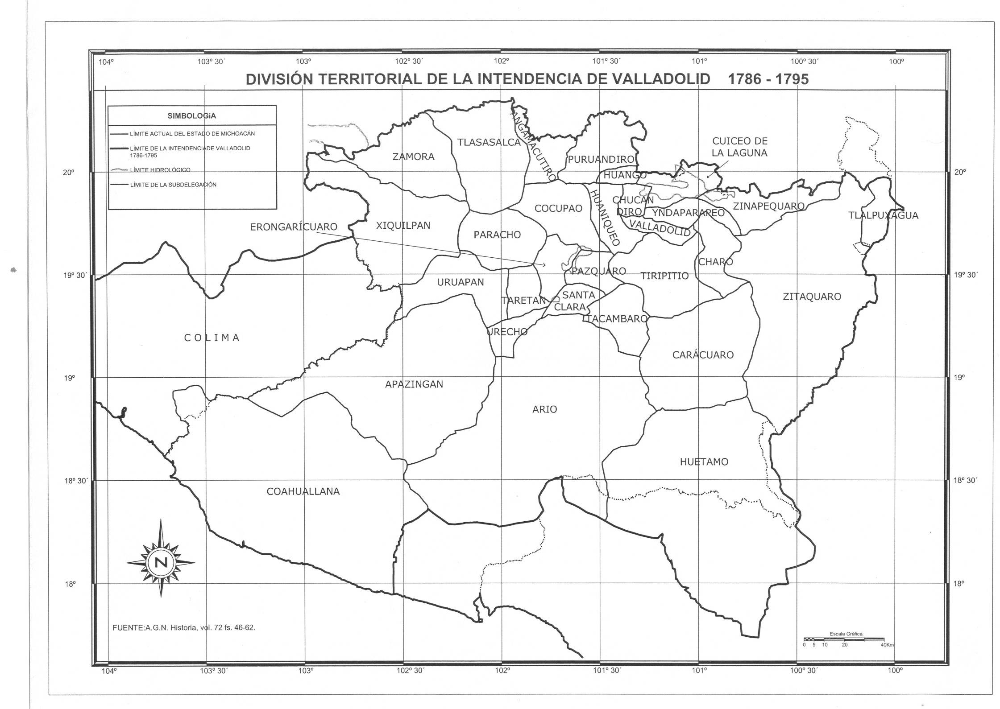 104º 103º 30´ 103º 102º 30´ 102º 101º 30´ 101º 100º 30´ 100º
DIVISIÓN TERRITORIAL DE LA INTENDENCIA DE VALLADOLID 1786 - 1795
SIMBOLOGíA
LÍMITE ACTUAL DEL ESTADO DE MICHOACÁN
LÍMITE DE LA INTENDENCIADE VALLADOLID
1786-1795
LÍMITE HIDROLÓGICO
LÍMITE DE LA SUBDELEGACIÓN
ANGAMACUTIRO
TLASASALCA
CUICEO DE
LA LAGUNA
ZAMORA
PURUANDIRO
20º
20º
HUANGO
HUANIQUEO
CHUCAN
DIRO
COCUPAO
YNDAPARAPEO
ZINAPEQUARO
TLALPUXAGUA
ERONGARÍCUARO
XIQUILPAN
VALLADOLID
PARACHO
CHARO
19º 30´
PAZQUARO
TIRIPITIO
19º 30´
URUAPAN
SANTA
CLARA
ZITAQUARO
TARETAN
TACAMBARO
URECHO
COLIMA
CARÁCUARO
19º
19º
APAZINGAN
ARIO
HUETAMO
18º 30´
18º 30´
COAHUALLANA
N
18º
18º
FUENTE:A.G.N. Historia, vol. 72 fs. 46-62.
Escala Gráfica.
0 5 10 20 40Km
104º 103º 30´ 103º 102º 30´ 102º 101º 30´ 101º 100º 30´ 100º